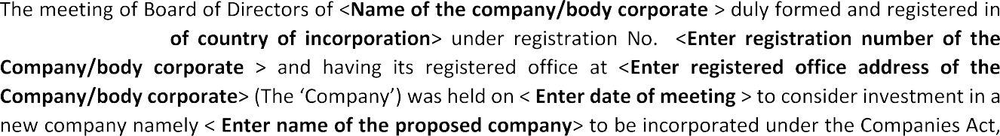 The meeting of Board of Directors of <Name of the company/body corporate > duly formed and registered in
of country of incorporation> under registration No. <Enter registration number of the
Company/body corporate > and having its registered office at <Enter registered office address of the
Company/body corporate> (The ‘Company’) was held on < Enter date of meeting > to consider investment in a
new company namely < Enter name of the proposed company> to be incorporated under the Companies Act,